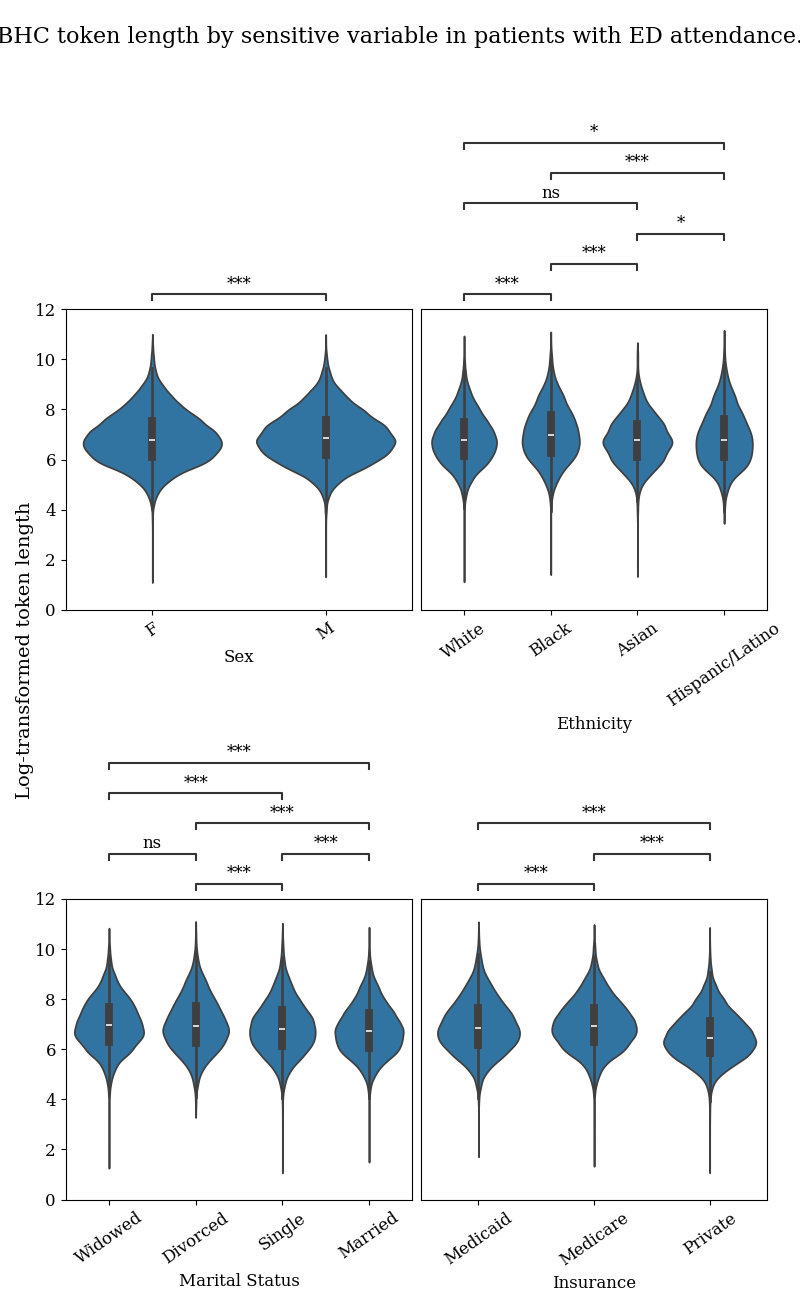 BHC token length by sensitive variable in patients with ED attendance.
*
***
ns
*
***
***
***
12
10
8
6
4
2
0
F
M
Sex
White
Black
Asian
Hispanic/Latino
Ethnicity
Log-transformed token length
***
***
***
ns
***
***
***
***
***
12
10
8
6
4
2
0
Widowed
Divorced
Single
Married
Marital Status
Medicaid
Medicare
Private
Insurance